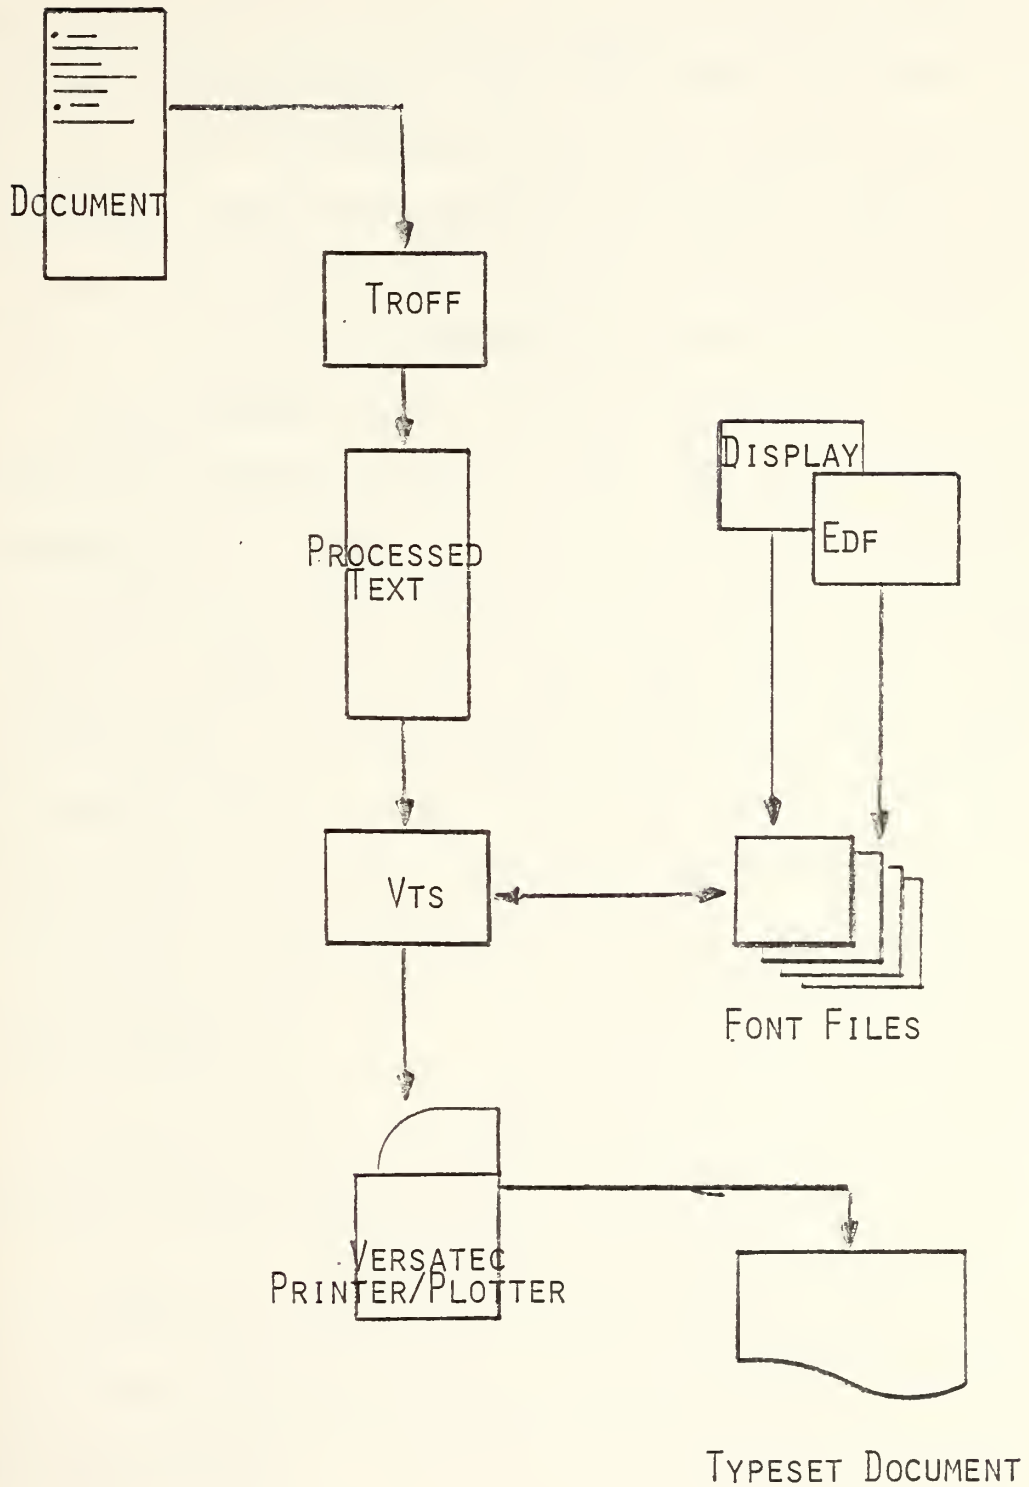 DOCUMENT
TROFF
PROCESSED
TEXT
DISPLAY
EDF
VTS
FONT FILES
VERSATEC
PRINTER/PLOTTER
TYPESET DOCUMENT